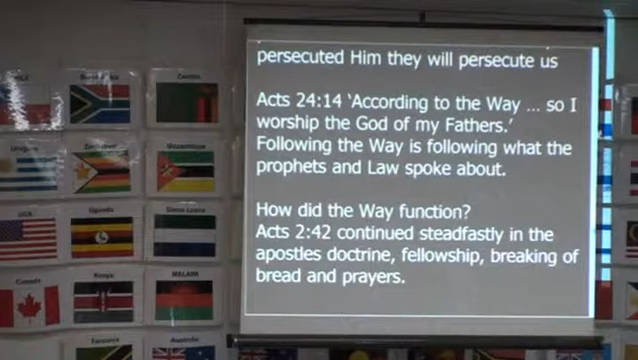 persecuted Him they will persecute us
Acts 24:14 ‘According to the Way ... so I
worship the God of my Fathers.’
Following the Way is following what the
prophets and Law spoke about.
How did the Way function?
Acts 2:42 continued steadfastly in the
apostles doctrine, fellowship, breaking of
bread and prayers.
South Africa
Zambia
Uruguay
Zimbabwe
Mozambique
USA
Uganda
Sierra Leone
Canada
Kenya
MALAWI
Tanzania
Australia